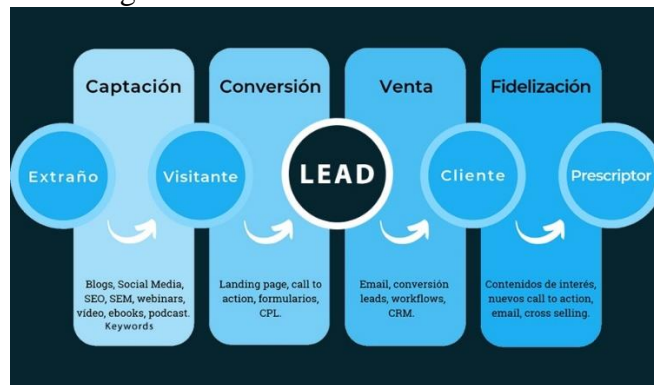 Captación
Conversión
Venta
Fidelización
Extraño
Visitante
LEAD
Cliente
Prescriptor
Blogs, Social Media,
SEO, SEM, webinars,
vídeo, ebooks, podcast.
Keywords
Landing page, call to
action, formularios,
CPL.
Email, conversión
leads, workflows,
CRM.
Contenidos de interés,
nuevos call to action,
email, cross selling.